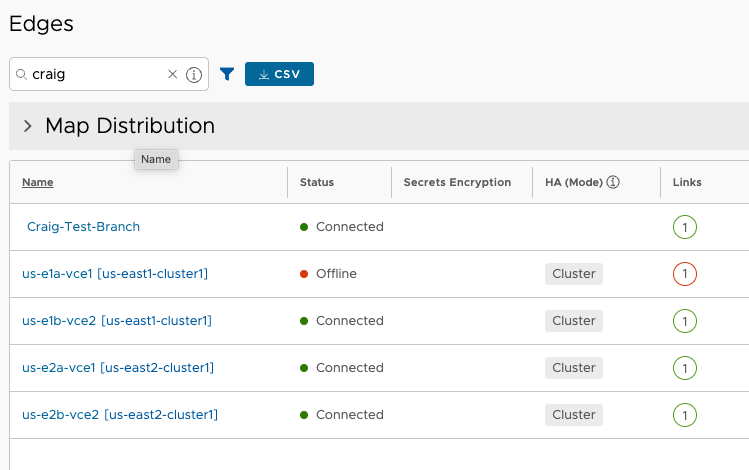 Edges
craig
CSV
Map Distribution
Name
Name Status Secrets Encryption HA (Mode) Links
Craig-Test-Branch Connected 1
us-e1a-vce1 [us-east1-cluster1] Offline Cluster 1
us-e1b-vce2 [us-east1-cluster1] Connected Cluster 1
us-e2a-vce1 [us-east2-cluster1] Connected Cluster 1
us-e2b-vce2 [us-east2-cluster1] Connected Cluster 1